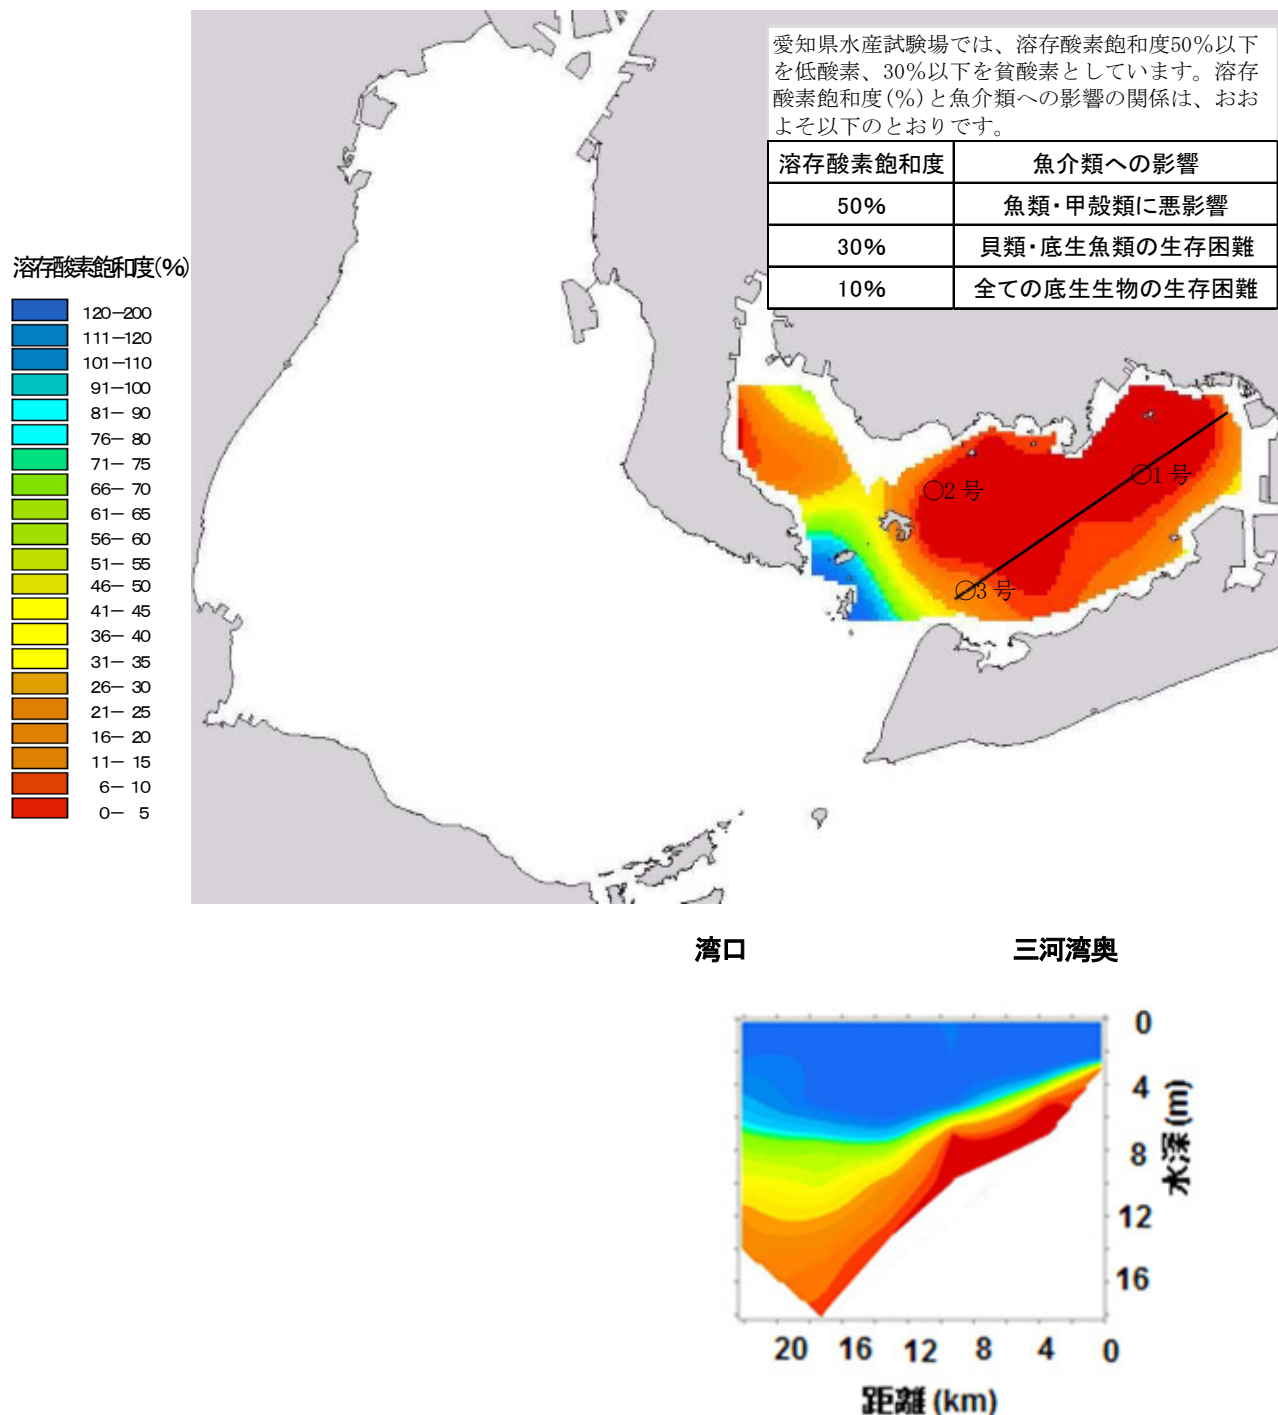 愛知県水産試験場では、溶存酸素飽和度50%以下
を低酸素、30%以下を貧酸素としています。溶存
酸素飽和度(%)と魚介類への影響の関係は、おお
よそ以下のとおりです。
溶存酸素飽和度 魚介類への影響
50% 魚類・甲殻類に悪影響
30% 貝類・底生魚類の生存困難
10% 全ての底生生物の生存困難
溶存酸素飽和度(%)
120-200
111-120
101-110
91-100
81- 90
76- 80
71- 75
66- 70
61- 65
56- 60
51- 55
46- 50
41- 45
36- 40
31- 35
26- 30
21- 25
16- 20
11- 15
6- 10
0- 5
○1号
○2号
○3号
湾口 三河湾奥
0
4
8
12
16
水深(m)
20 16 12 8 4 0
距離(km)